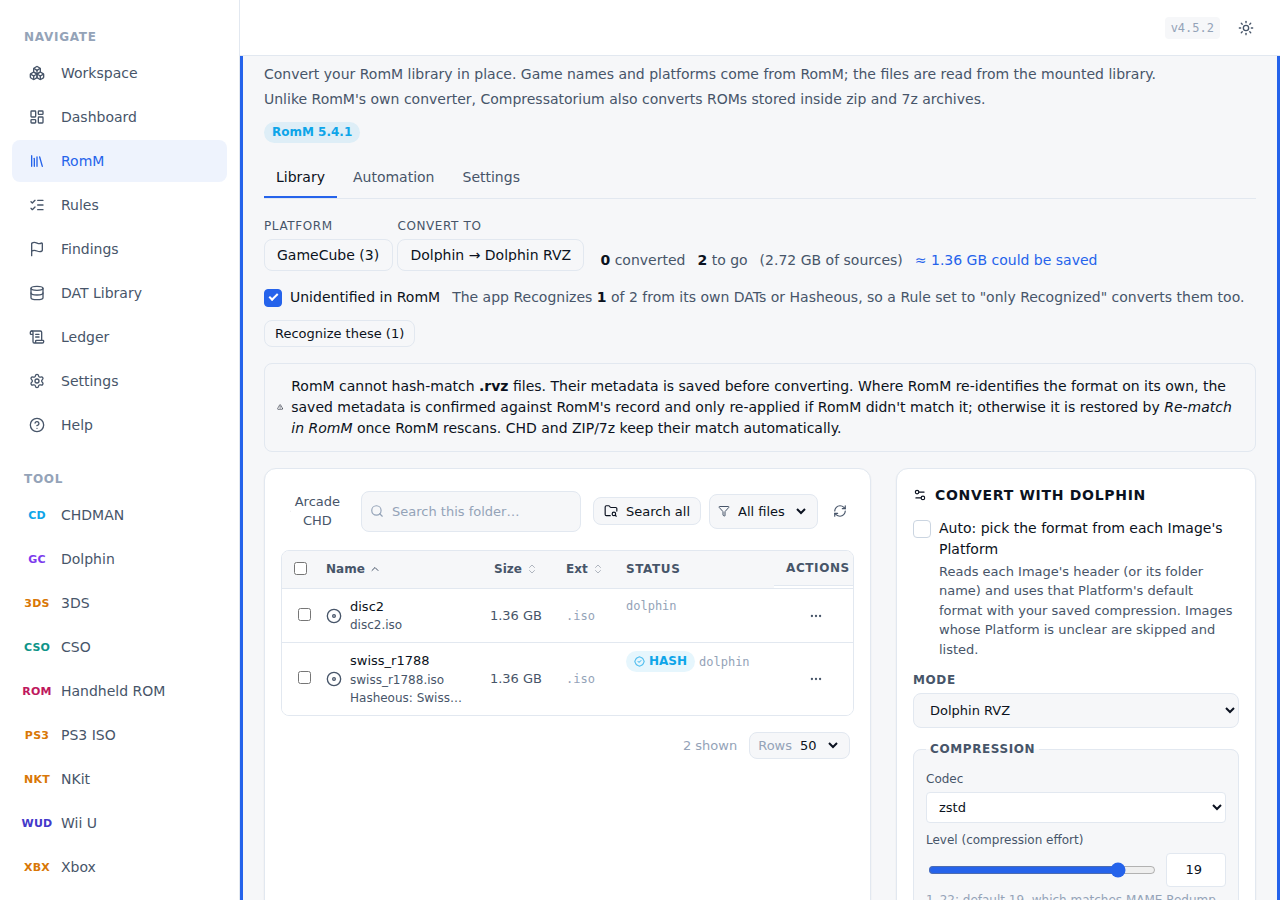 NAVIGATE
Workspace
Dashboard
RomM
Rules
Findings
DAT Library
Ledger
Settings
Help
TOOL
CD CHDMAN
GC Dolphin
3DS 3DS
CSO CSO
ROM Handheld ROM
PS3 PS3 ISO
NKT NKit
WUD Wii U
XBX Xbox
v4.5.2
Convert your RomM library in place. Game names and platforms come from RomM; the files are read from the mounted library.
Unlike RomM's own converter, Compressatorium also converts ROMs stored inside zip and 7z archives.
RomM 5.4.1
Library Automation Settings
PLATFORM CONVERT TO
GameCube (3) Dolphin → Dolphin RVZ 0 converted 2 to go (2.72 GB of sources) ≈ 1.36 GB could be saved
Unidentified in RomM The app Recognizes 1 of 2 from its own DATs or Hasheous, so a Rule set to "only Recognized" converts them too.
Recognize these (1)
RomM cannot hash-match .rvz files. Their metadata is saved before converting. Where RomM re-identifies the format on its own, the
saved metadata is confirmed against RomM's record and only re-applied if RomM didn't match it; otherwise it is restored by Re-match
in RomM once RomM rescans. CHD and ZIP/7z keep their match automatically.
Arcade
CHD
Search this folder…
Search all
All files
Name Size Ext STATUS ACTIONS
disc2
disc2.iso
1.36 GB .iso dolphin
swiss_r1788
swiss_r1788.iso
Hasheous: Swiss…
1.36 GB .iso HASH dolphin
2 shown Rows 50
CONVERT WITH DOLPHIN
Auto: pick the format from each Image's
Platform
Reads each Image's header (or its folder
name) and uses that Platform's default
format with your saved compression. Images
whose Platform is unclear are skipped and
listed.
MODE
Dolphin RVZ
COMPRESSION
Codec
zstd
Level (compression effort)
19
1–22; default 19, which matches MAME Redump